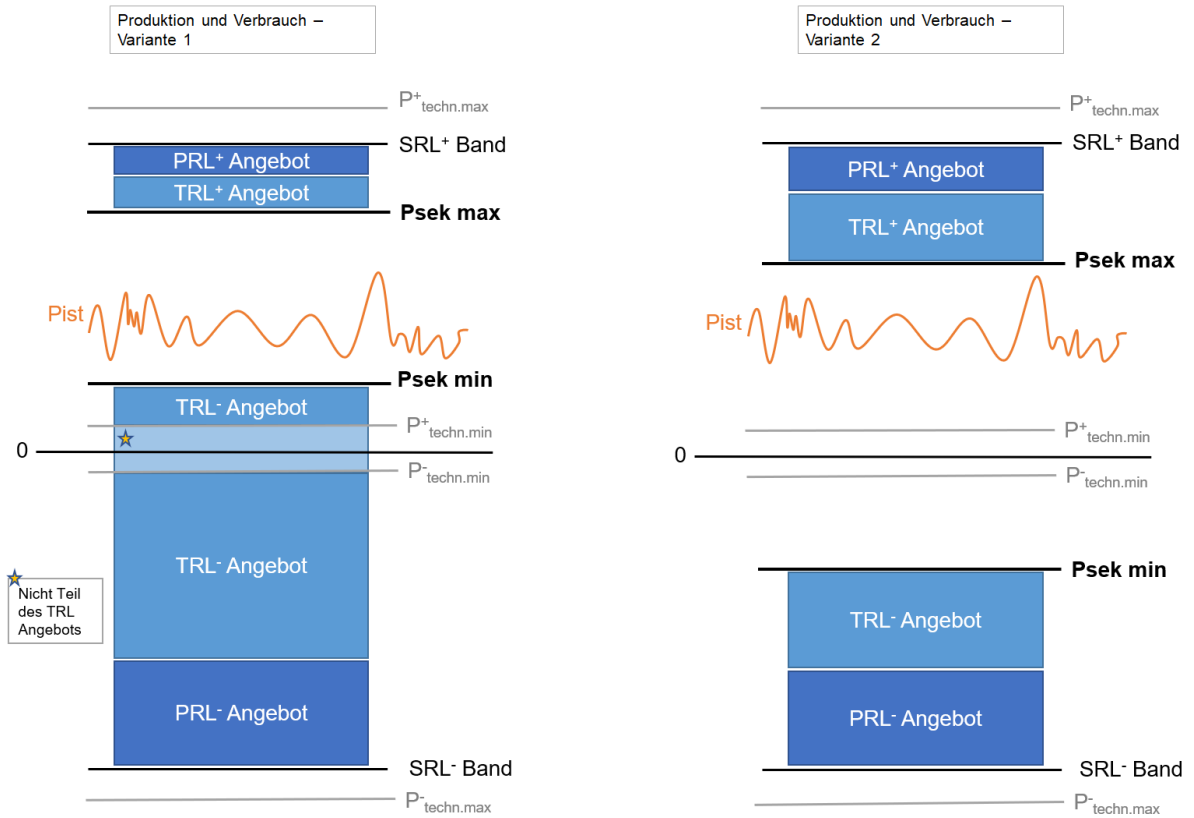 Produktion und Verbrauch –
Variante 1
P⁺techn.max
SRL⁺ Band
PRL⁺ Angebot
TRL⁺ Angebot
Psek max
Pist
Psek min
TRL⁻ Angebot
P⁺techn.min
0
P⁻techn.min
TRL⁻ Angebot
Nicht Teil
des TRL
Angebots
PRL⁻ Angebot
SRL⁻ Band
P⁻techn.max
Produktion und Verbrauch –
Variante 2
P⁺techn.max
SRL⁺ Band
PRL⁺ Angebot
TRL⁺ Angebot
Psek max
Pist
P⁺techn.min
0
P⁻techn.min
Psek min
TRL⁻ Angebot
PRL⁻ Angebot
SRL⁻ Band
P⁻techn.max